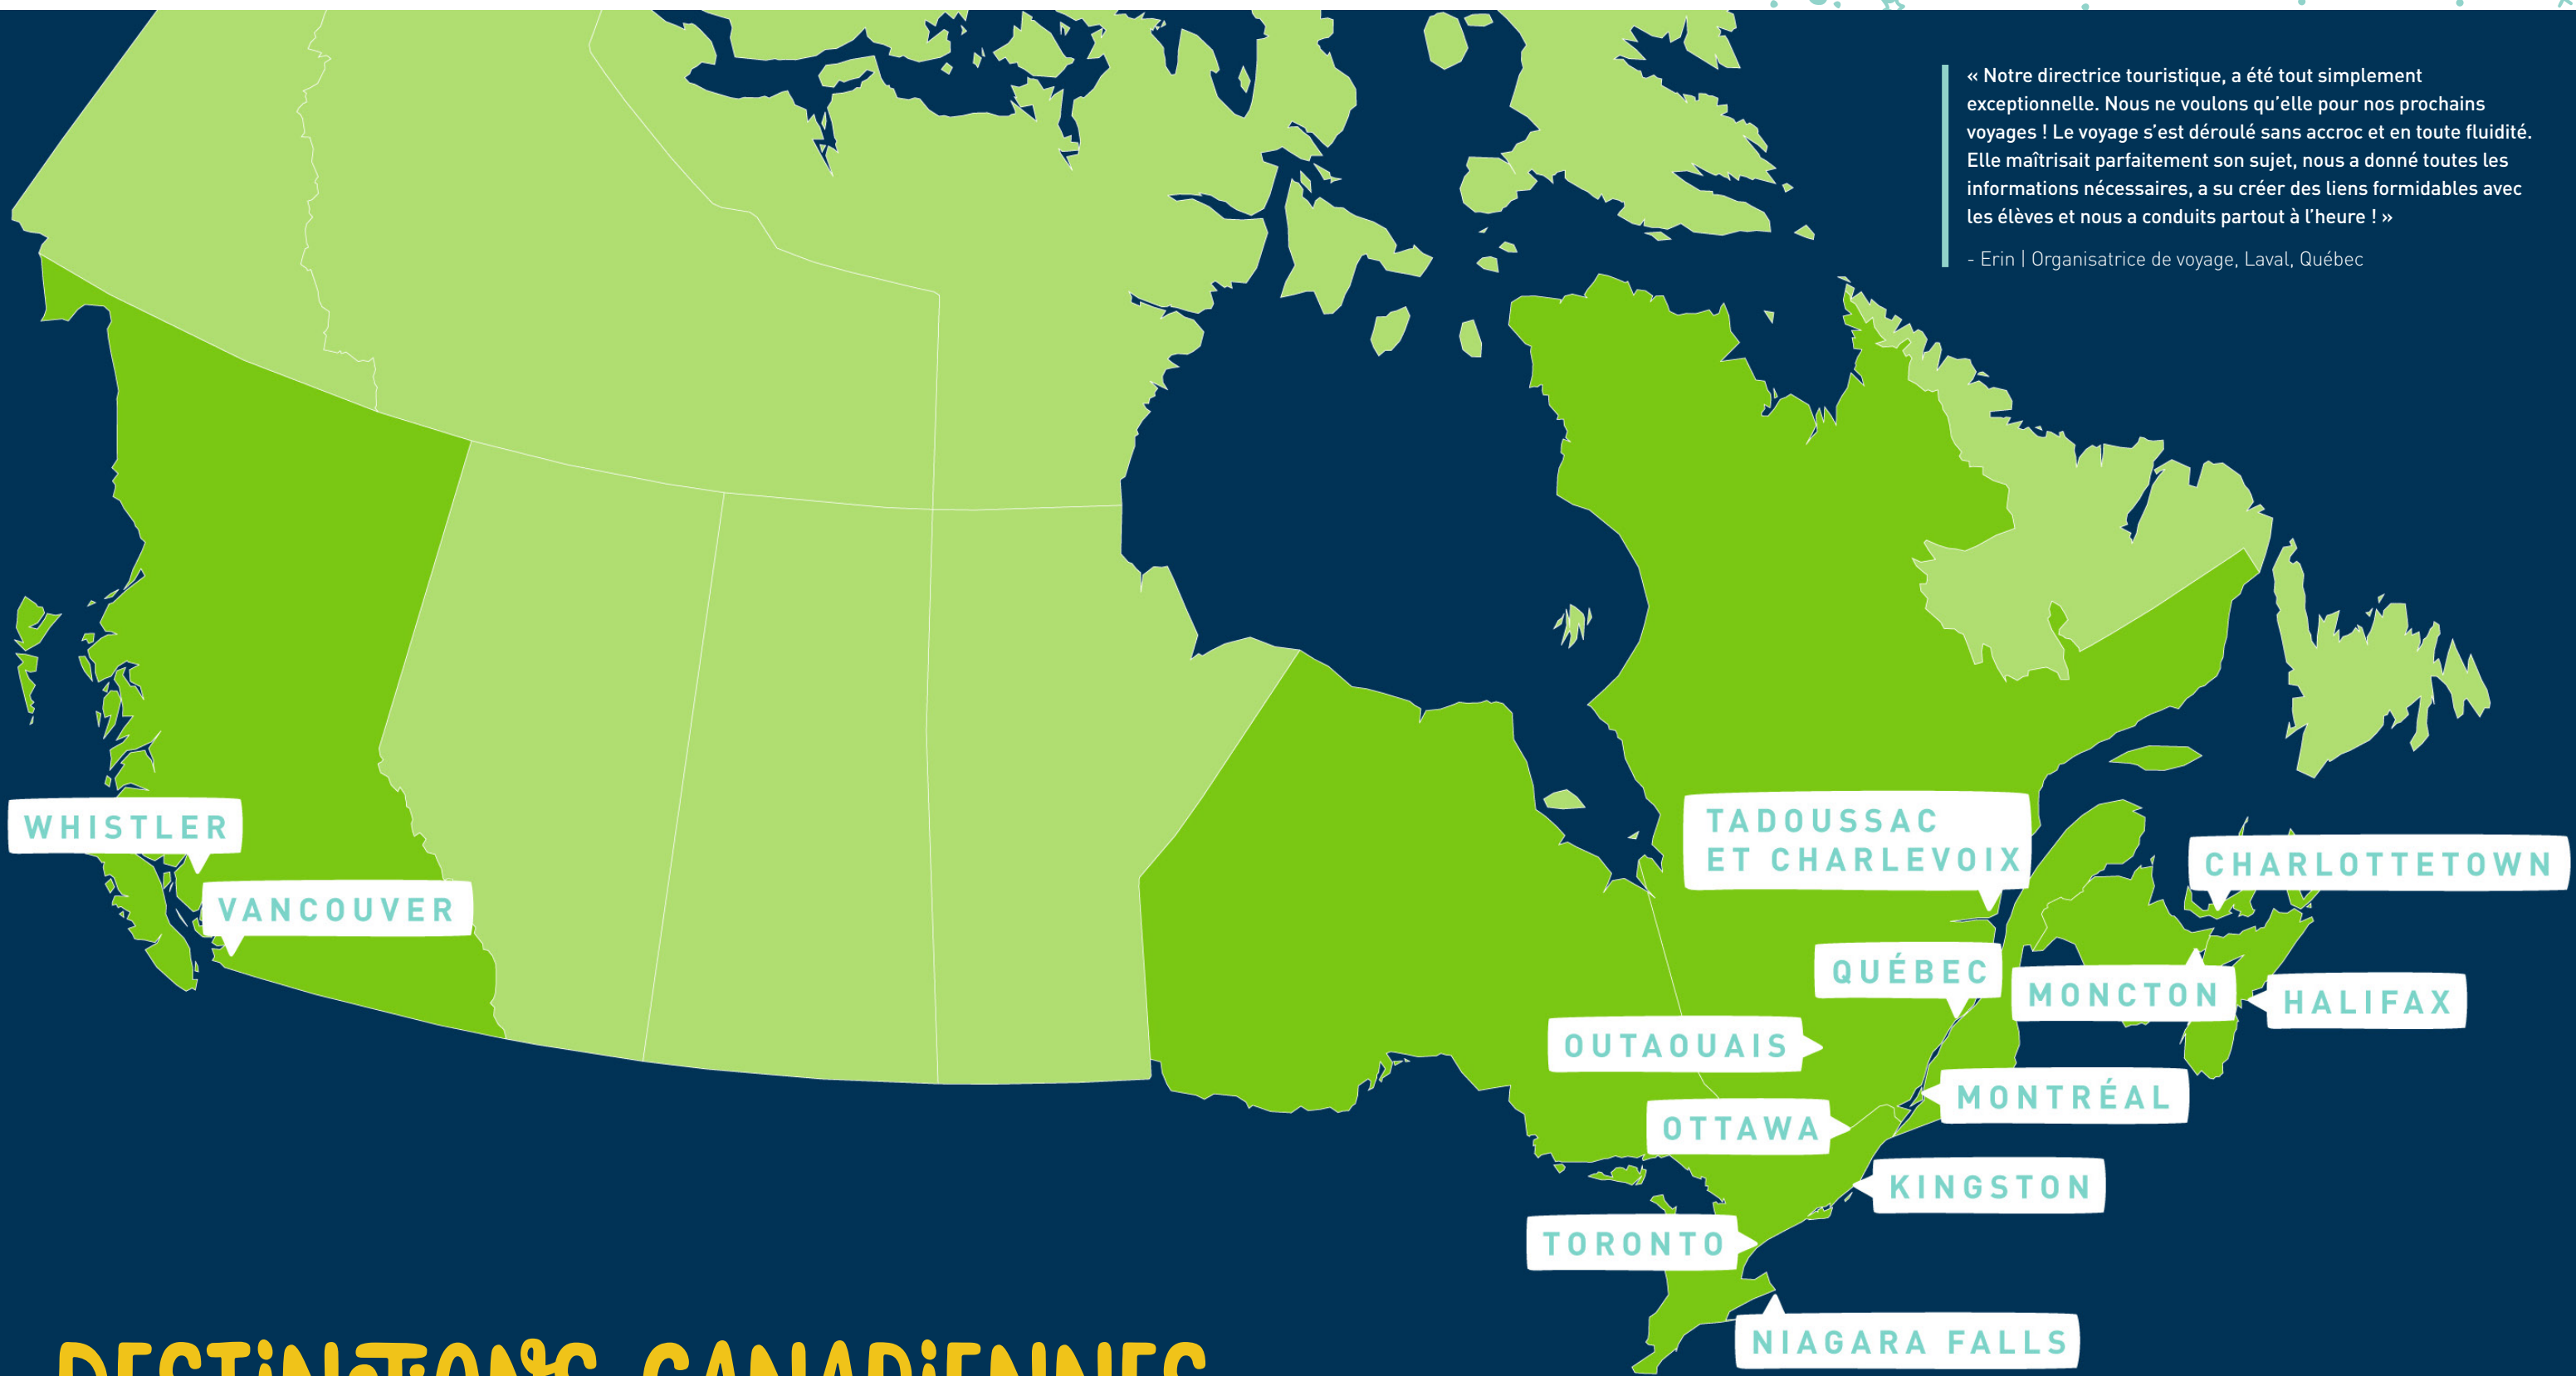 « Notre directrice touristique, a été tout simplement
exceptionnelle. Nous ne voulons qu’elle pour nos prochains
voyages ! Le voyage s’est déroulé sans accroc et en toute fluidité.
Elle maîtrisait parfaitement son sujet, nous a donné toutes les
informations nécessaires, a su créer des liens formidables avec
les élèves et nous a conduits partout à l’heure ! »
- Erin | Organisatrice de voyage, Laval, Québec
WHISTLER
VANCOUVER
TADOUSSAC
ET CHARLEVOIX
CHARLOTTETOWN
QUÉBEC
MONCTON
HALIFAX
OUTAOUAIS
MONTRÉAL
OTTAWA
KINGSTON
TORONTO
NIAGARA FALLS
DESTINATIONS CANADIENNES